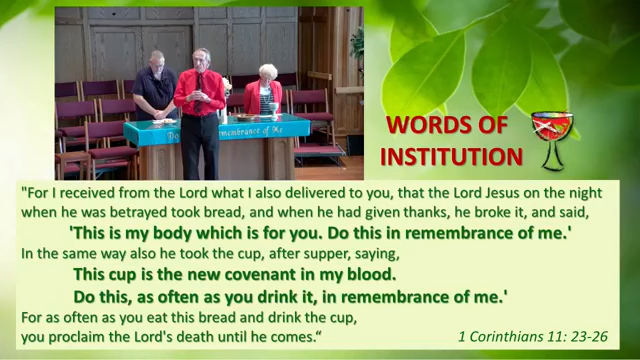 Do
emembrance of Me
WORDS OF
INSTITUTION
"For I received from the Lord what I also delivered to you, that the Lord Jesus on the night
when he was betrayed took bread, and when he had given thanks, he broke it, and said,
'This is my body which is for you. Do this in remembrance of me.'
In the same way also he took the cup, after supper, saying,
This cup is the new covenant in my blood.
Do this, as often as you drink it, in remembrance of me.'
For as often as you eat this bread and drink the cup,
you proclaim the Lord's death until he comes.“
1 Corinthians 11: 23-26